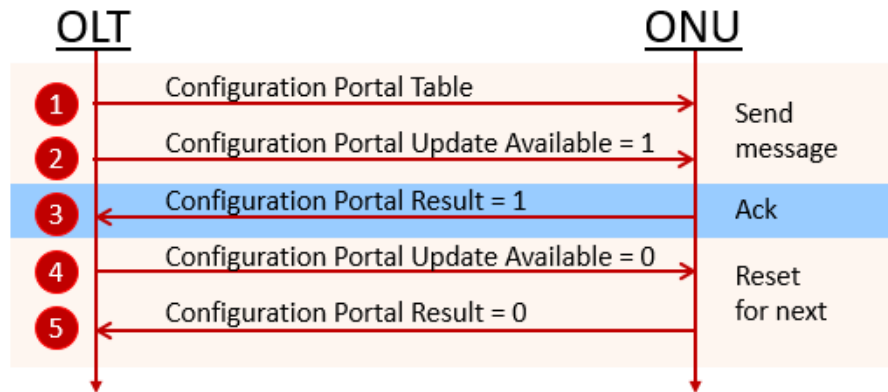 OLT
ONU
1
Configuration Portal Table
2
Configuration Portal Update Available = 1
Send
message
3
Configuration Portal Result = 1
Ack
4
Configuration Portal Update Available = 0
Reset
for next
5
Configuration Portal Result = 0